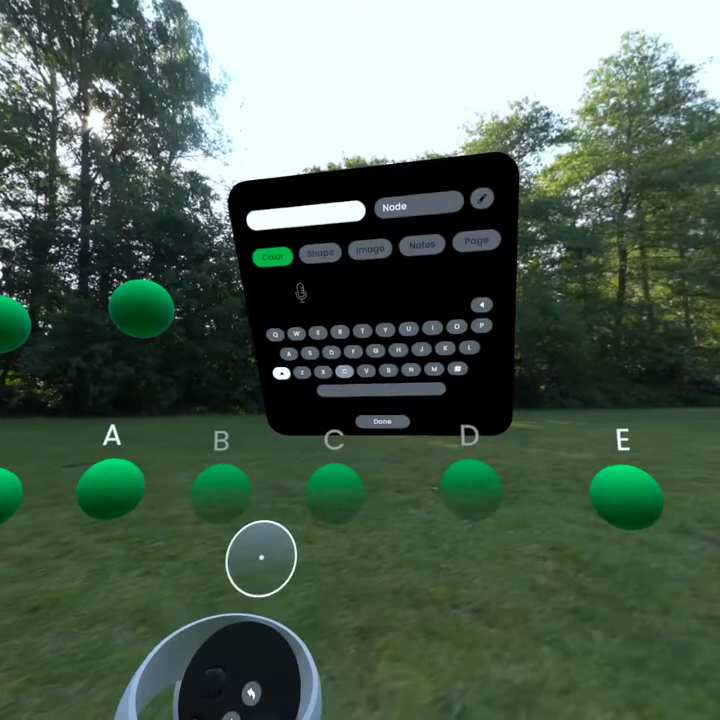 Node
Color Shape Image Notes Page
Q W E R T Y U I O P
A S D F G H J K L
Z X C V B N M #
Done
A B C D E